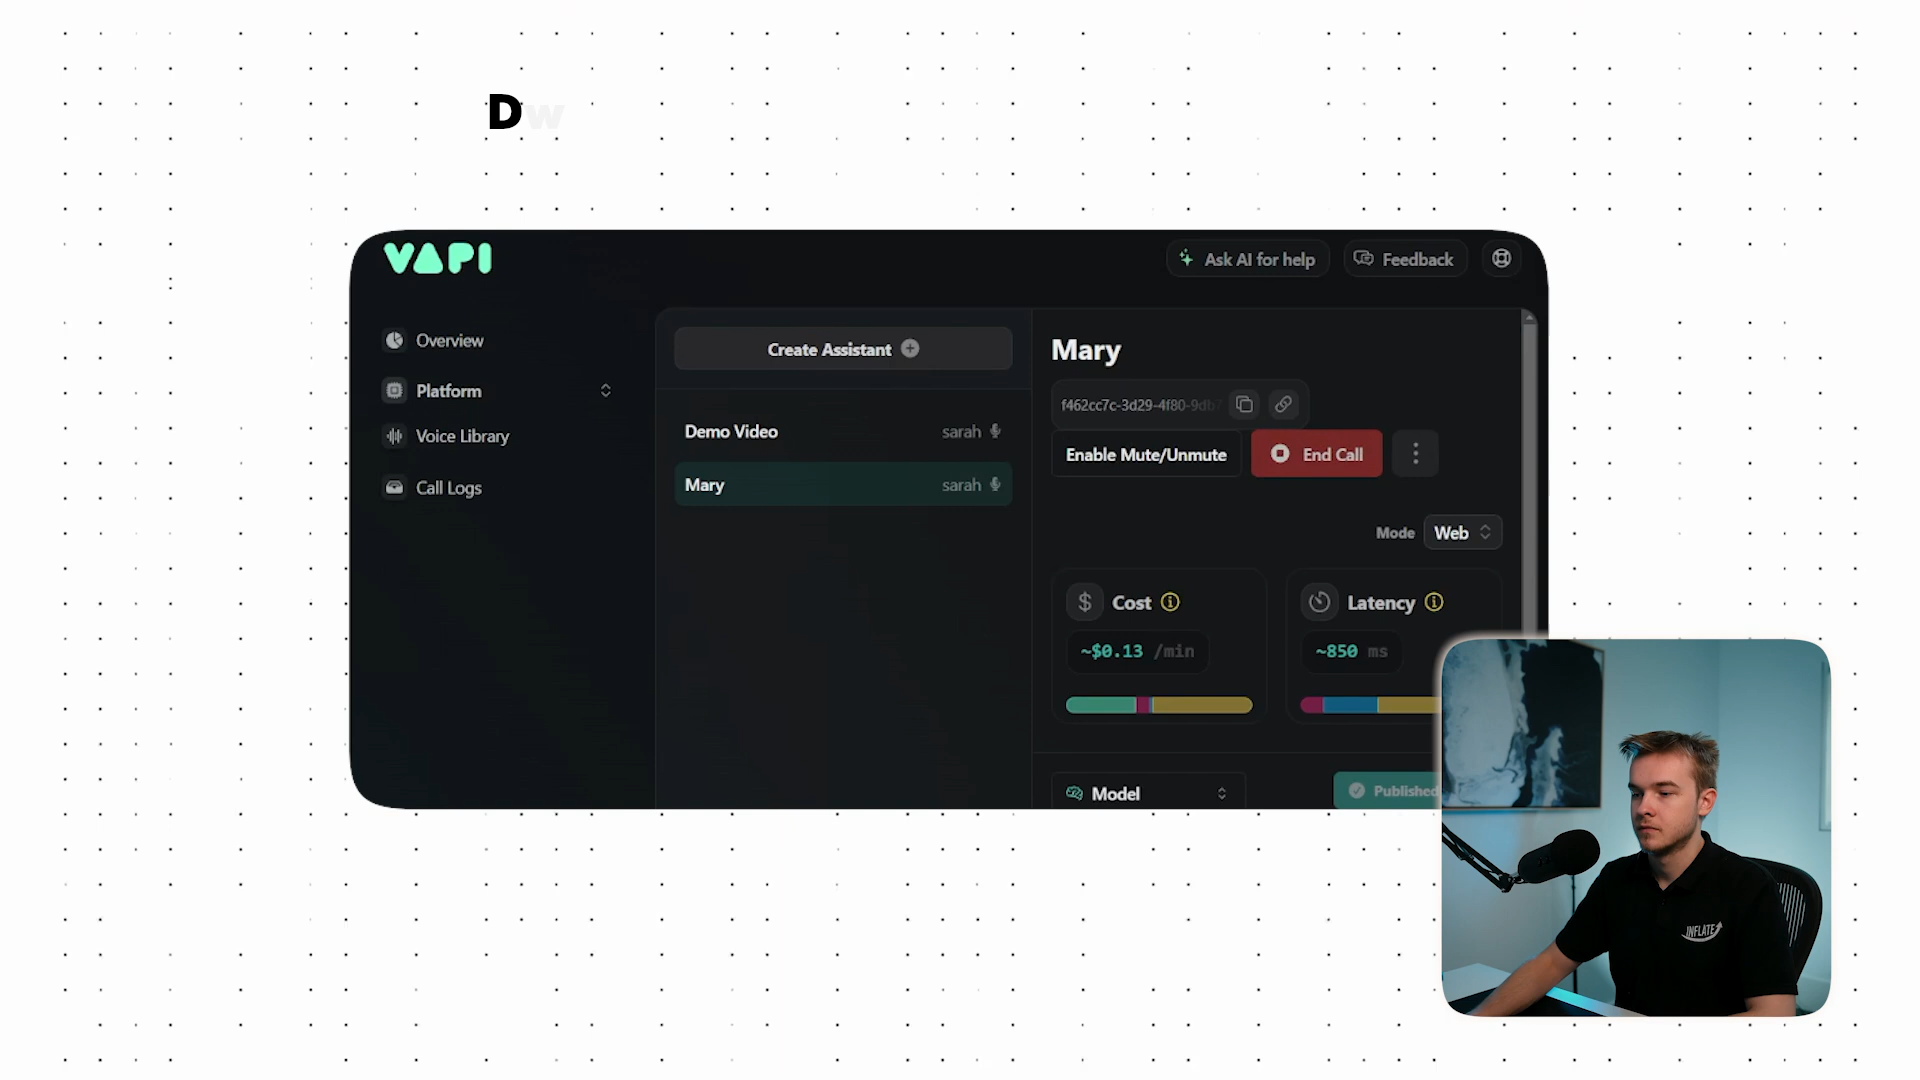 Dw
VAPI
Ask AI for help
Feedback
Overview
Platform
Voice Library
Call Logs
Create Assistant
Demo Video sarah
Mary sarah
Mary
f462cc7c-3d29-4f80-9db
Enable Mute/Unmute
End Call
Mode Web
$ Cost
~$0.13 /min
Latency
~850 ms
Model
Published
INFLATE